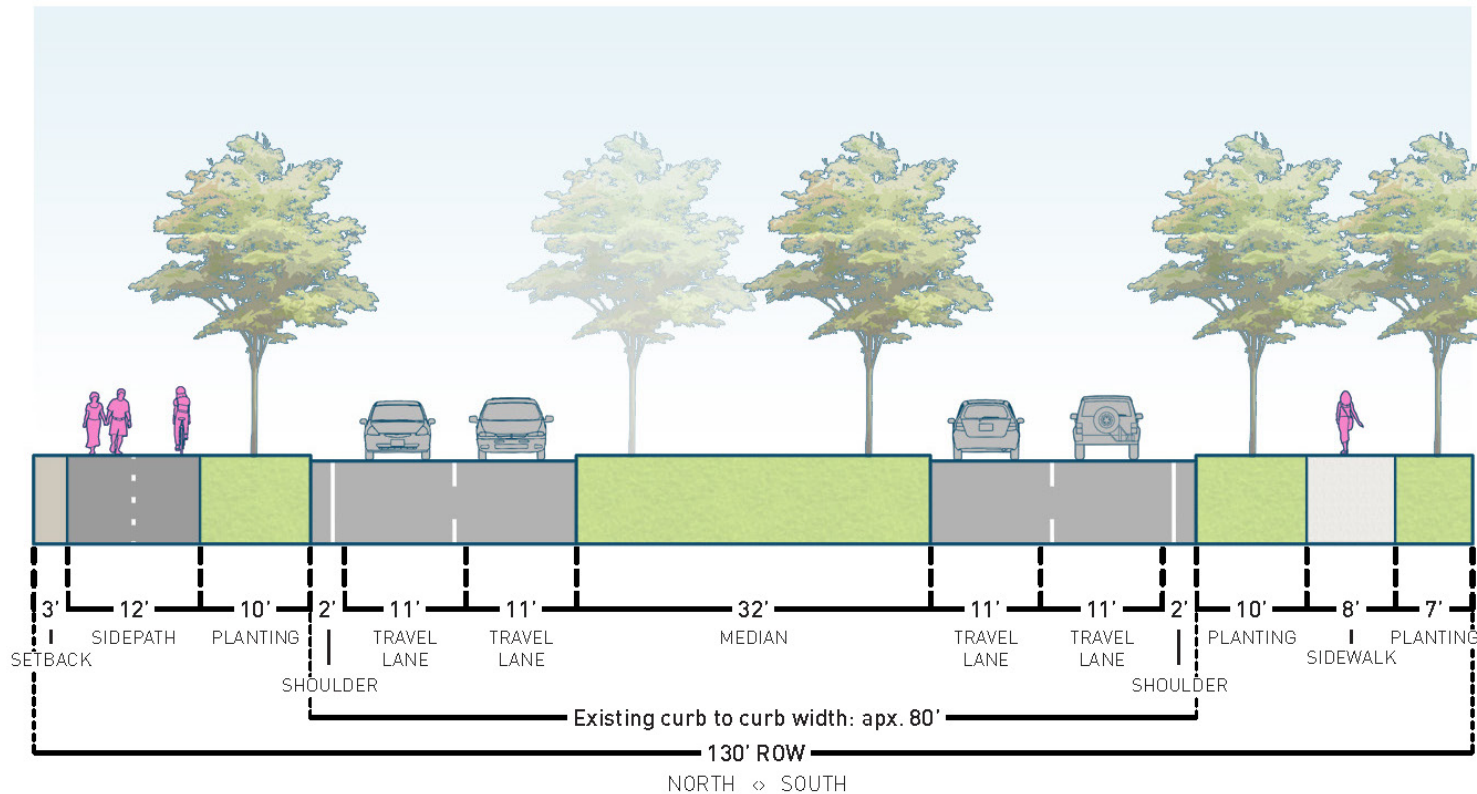 3' 12' 10' 2' 11' 11' 32' 11' 11' 2' 10' 8' 7'
SETBACK
SIDEPATH
PLANTING
SHOULDER
TRAVEL
LANE
TRAVEL
LANE
MEDIAN
TRAVEL
LANE
TRAVEL
LANE
SHOULDER
PLANTING
SIDEWALK
PLANTING
Existing curb to curb width: apx. 80'
130' ROW
NORTH <> SOUTH